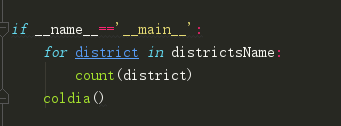 if __name__=='__main__':
    for district in districtsName:
        count(district)
    coldia()